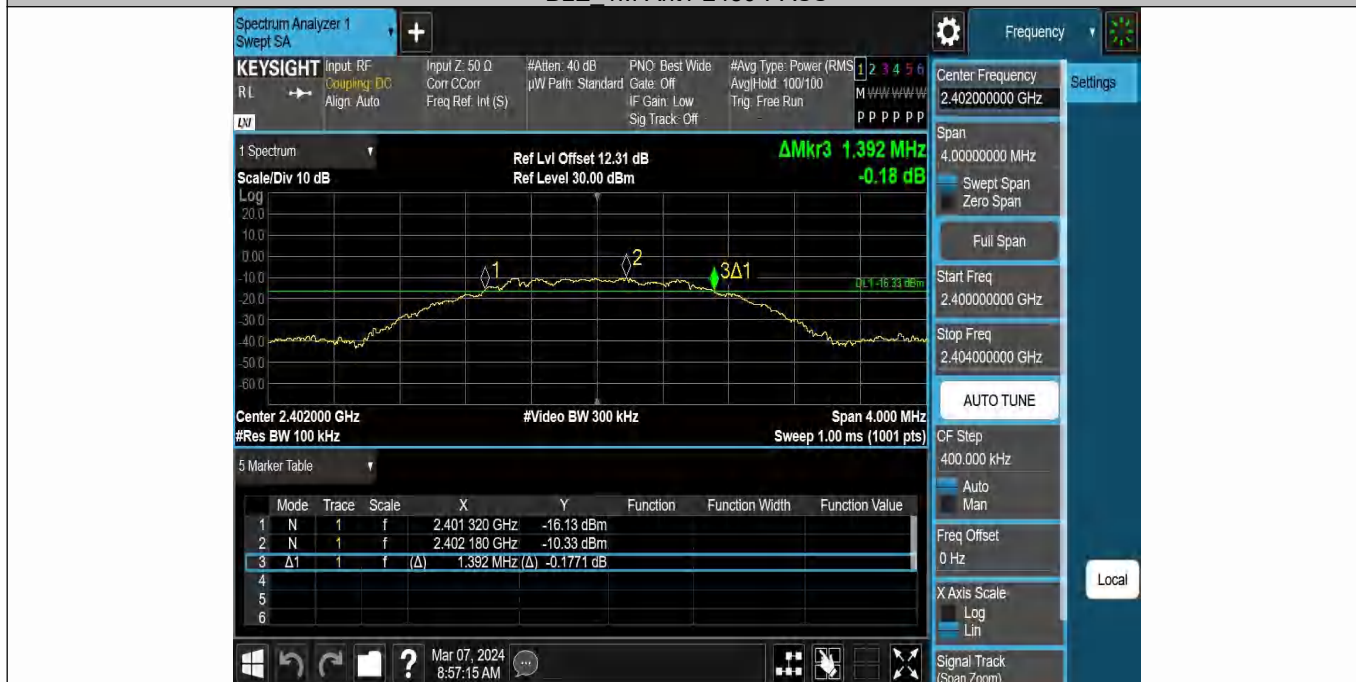 Spectrum Analyzer 1
Swept SA
+
Frequency
KEYSIGHT
RL
LXI
Input: RF
Coupling: DC
Align: Auto
Input Z: 50 Ω
Corr CCorr
Freq Ref: Int (S)
#Atten: 40 dB
µW Path: Standard
PNO: Best Wide
Gate: Off
IF Gain: Low
Sig Track: Off
#Avg Type: Power (RMS
Avg|Hold: 100/100
Trig: Free Run
1 2 3 4 5 6
M W W W W W
P P P P P P
1 Spectrum
Scale/Div 10 dB
Ref Lvl Offset 12.31 dB
Ref Level 30.00 dBm
ΔMkr3 1.392 MHz
-0.18 dB
Log
20.0
10.0
0.00
-10.0
-20.0
-30.0
-40.0
-50.0
-60.0
1
2
3Δ1
DL1 -16.33 dBm
Center 2.402000 GHz
#Video BW 300 kHz
Span 4.000 MHz
#Res BW 100 kHz
Sweep 1.00 ms (1001 pts)
5 Marker Table
Mode Trace Scale X Y Function Function Width Function Value
1 N 1 f 2.401 320 GHz -16.13 dBm
2 N 1 f 2.402 180 GHz -10.33 dBm
3 Δ1 1 f (Δ) 1.392 MHz (Δ) -0.1771 dB
4
5
6
Mar 07, 2024
8:57:15 AM
?
Center Frequency
2.402000000 GHz
Settings
Span
4.00000000 MHz
Swept Span
Zero Span
Full Span
Start Freq
2.400000000 GHz
Stop Freq
2.404000000 GHz
AUTO TUNE
CF Step
400.000 kHz
Auto
Man
Freq Offset
0 Hz
X Axis Scale
Log
Lin
Local
Signal Track
(Span Zoom)